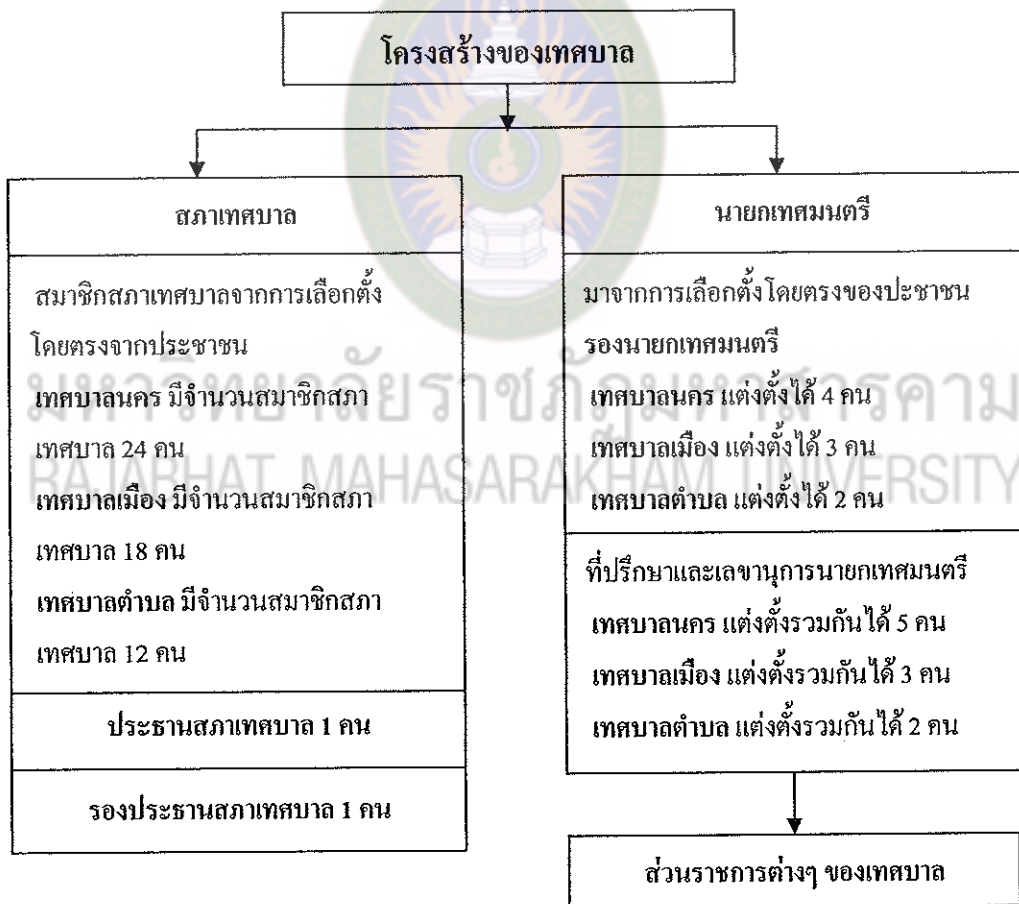 โครงสร้างของเทศบาล
สภาเทศบาล
สมาชิกสภาเทศบาลจากการเลือกตั้ง
โดยตรงจากประชาชน
เทศบาลนคร มีจำนวนสมาชิกสภา
เทศบาล 24 คน
เทศบาลเมือง มีจำนวนสมาชิกสภา
เทศบาล 18 คน
เทศบาลตำบล มีจำนวนสมาชิกสภา
เทศบาล 12 คน
ประธานสภาเทศบาล 1 คน
รองประธานสภาเทศบาล 1 คน
นายกเทศมนตรี
มาจากการเลือกตั้งโดยตรงของปะชาชน
รองนายกเทศมนตรี
เทศบาลนคร แต่งตั้งได้ 4 คน
เทศบาลเมือง แต่งตั้งได้ 3 คน
เทศบาลตำบล แต่งตั้งได้ 2 คน
ที่ปรึกษาและเลขานุการนายกเทศมนตรี
เทศบาลนคร แต่งตั้งรวมกันได้ 5 คน
เทศบาลเมือง แต่งตั้งรวมกันได้ 3 คน
เทศบาลตำบล แต่งตั้งรวมกันได้ 2 คน
ส่วนราชการต่างๆ ของเทศบาล
มหาวิทยาลัยราชภัฏมหาสารคาม
RAJABHAT MAHASARAKHAM UNIVERSITY